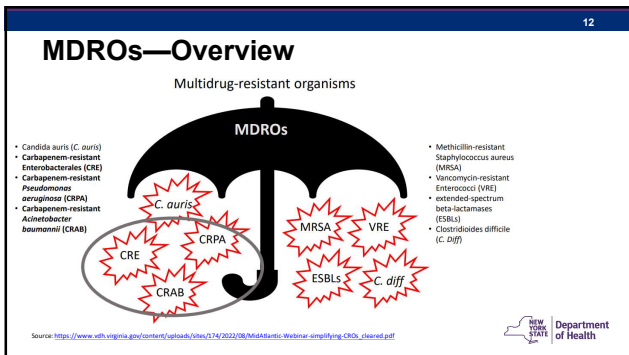 12
MDROs—Overview
Multidrug-resistant organisms
MDROs
• Candida auris (C. auris)
• Carbapenem-resistant
Enterobacterales (CRE)
• Carbapenem-resistant
Pseudomonas
aeruginosa (CRPA)
• Carbapenem-resistant
Acinetobacter
baumannii (CRAB)
C. auris
CRPA
CRE
CRAB
MRSA
VRE
ESBLs
C. diff
• Methicillin-resistant
Staphylococcus aureus
(MRSA)
• Vancomycin-resistant
Enterococci (VRE)
• extended-spectrum
beta-lactamases
(ESBLs)
• Clostridioides difficile
(C. Diff)
Source: https://www.vdh.virginia.gov/content/uploads/sites/174/2022/08/MidAtlantic-Webinar-simplifying-CROs_cleared.pdf
NEW
YORK
STATE
Department
of Health